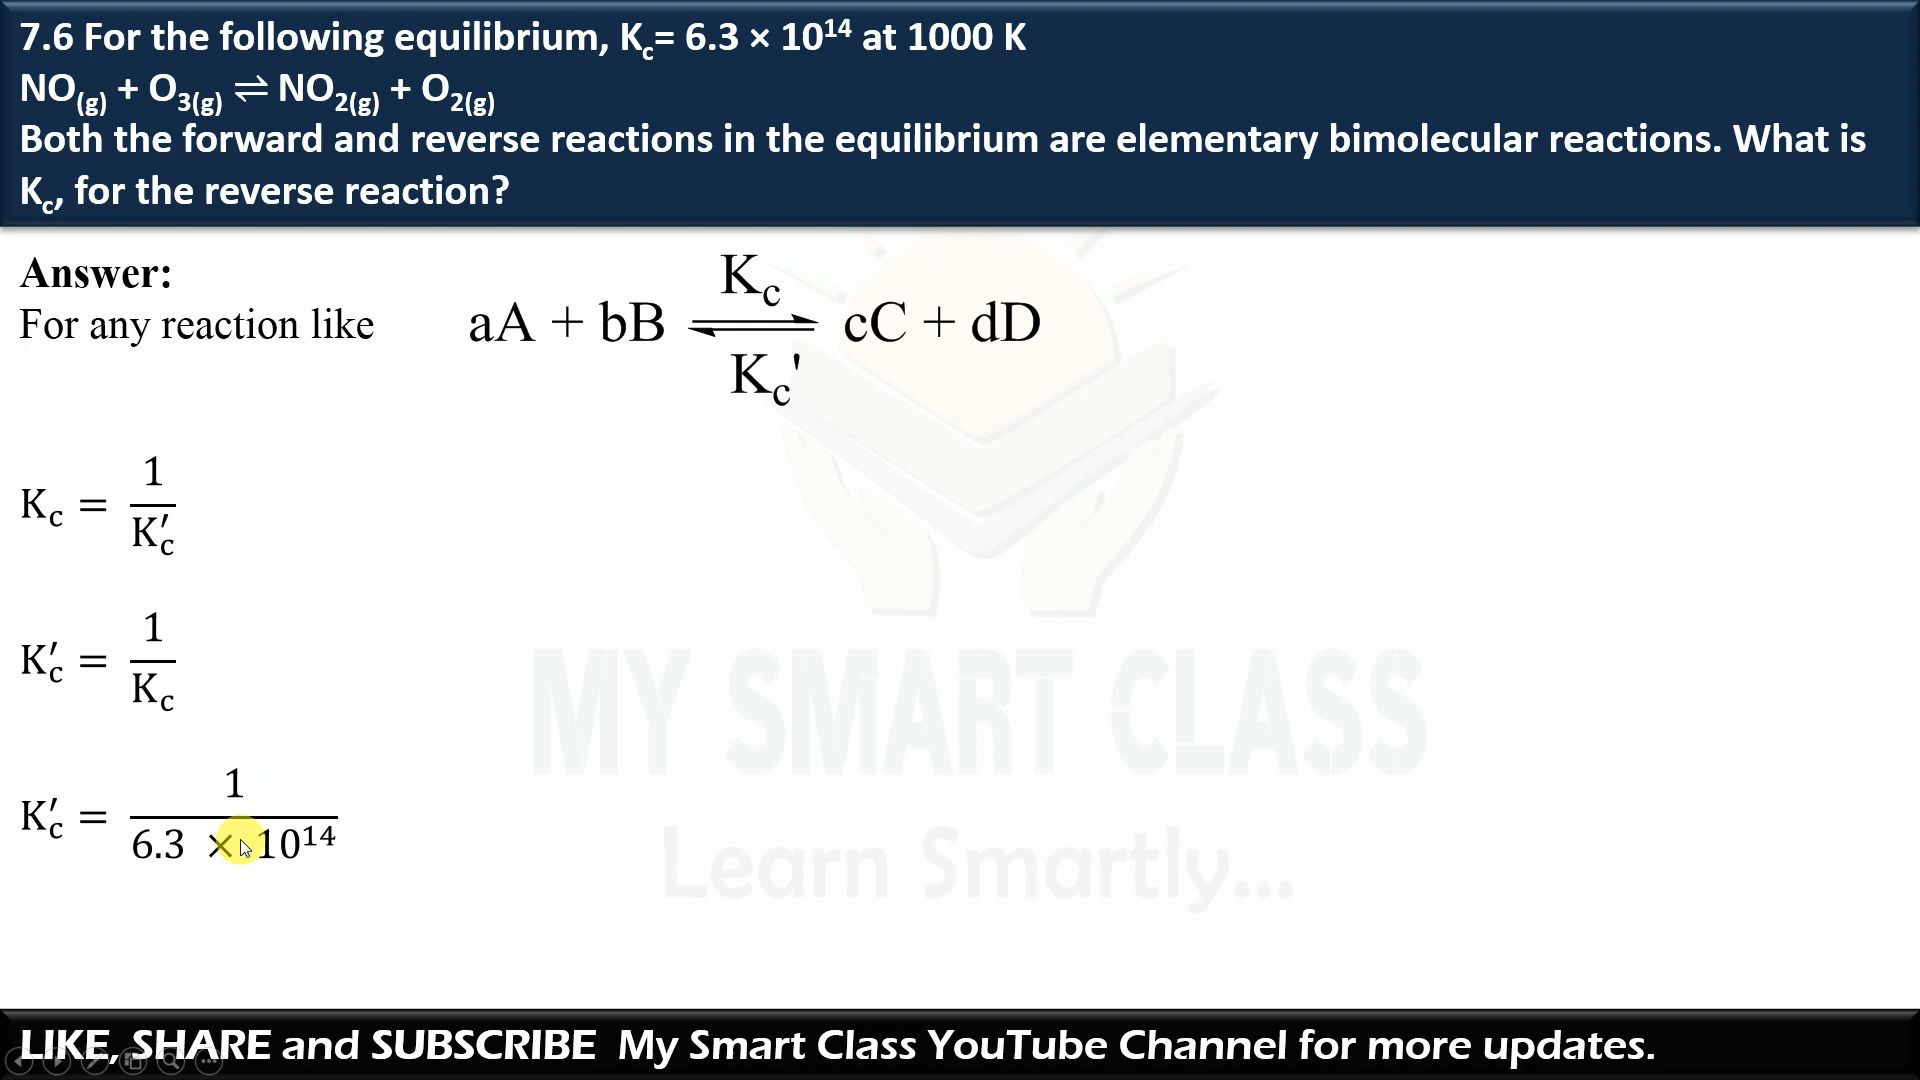 7.6 For the following equilibrium, Kc= 6.3 × 10¹⁴ at 1000 K
NO(g) + O₃(g) ⇌ NO₂(g) + O₂(g)
Both the forward and reverse reactions in the equilibrium are elementary bimolecular reactions. What is
Kc, for the reverse reaction?
Answer:
For any reaction like aA + bB ⇌ cC + dD
Kc
Kc'
Kc = 1/K′c
K′c = 1/Kc
K′c = 1/(6.3 × 10¹⁴)
MY SMART CLASS
Learn Smartly...
LIKE, SHARE and SUBSCRIBE My Smart Class YouTube Channel for more updates.